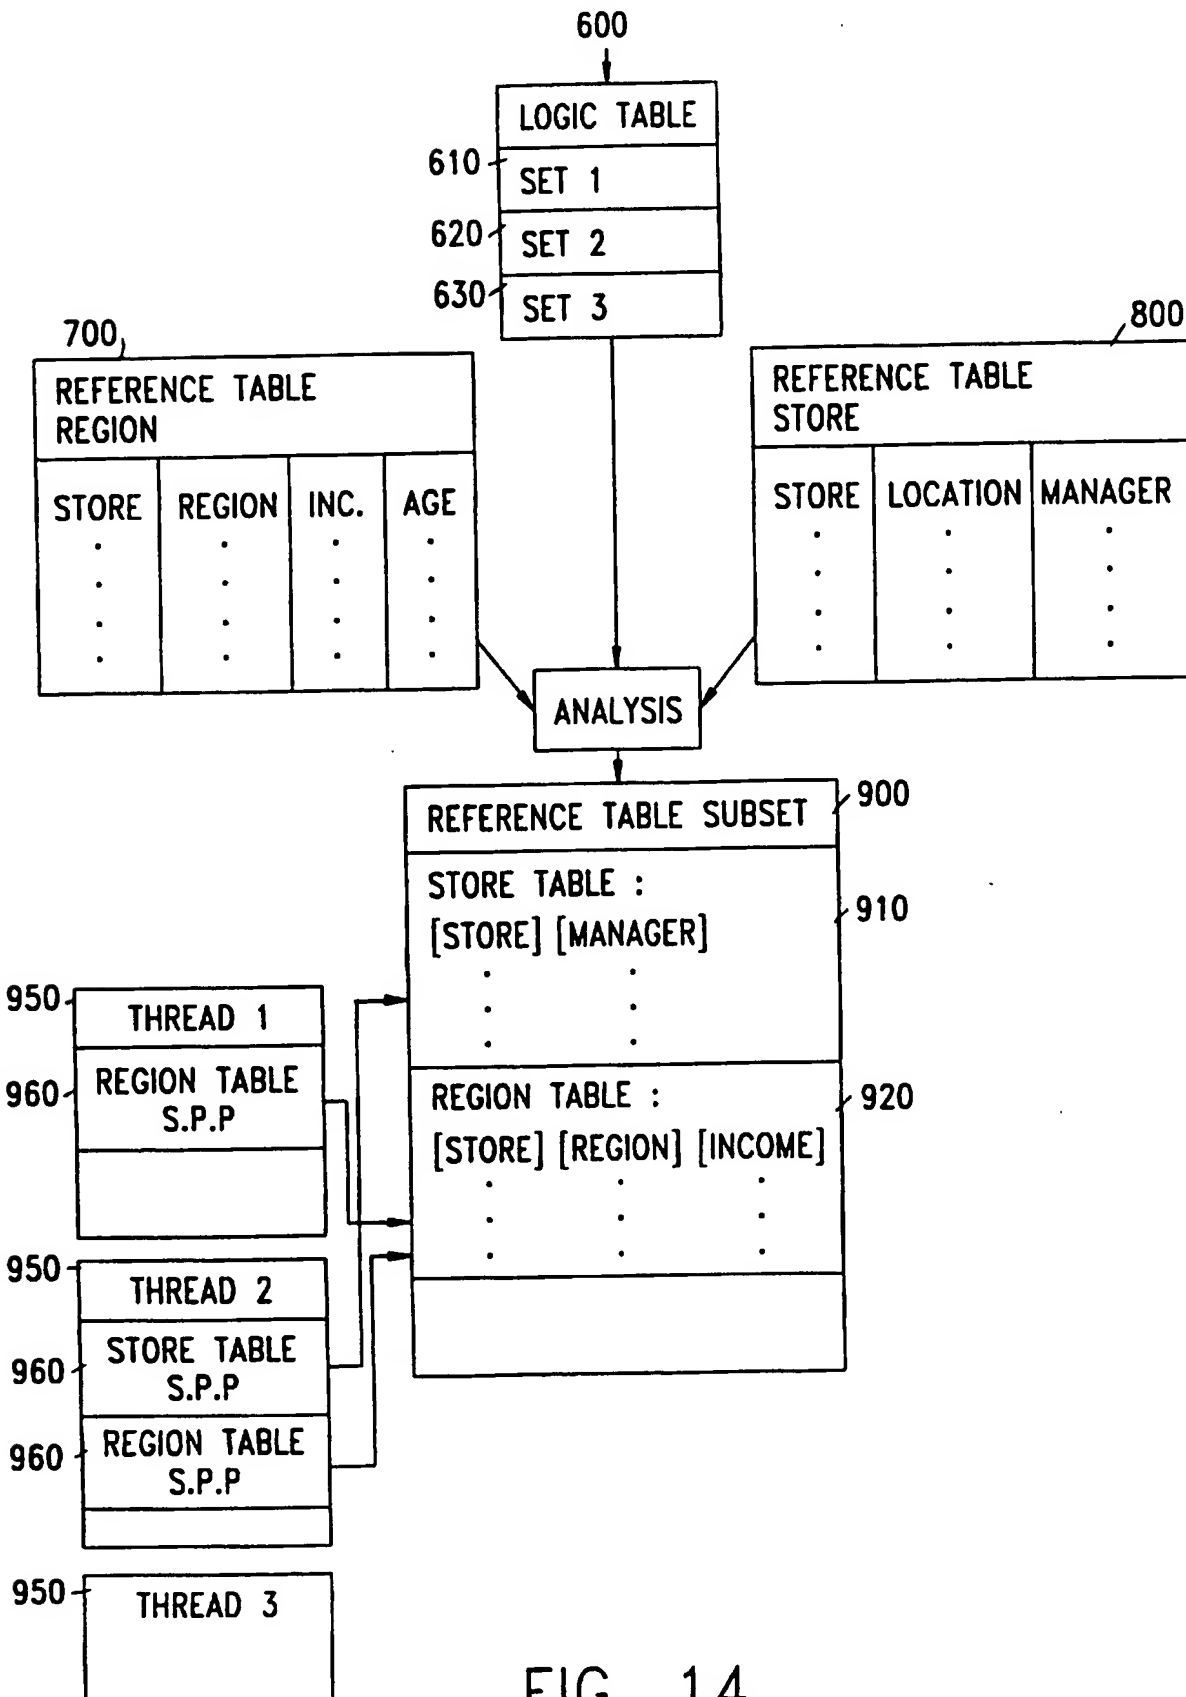 600
LOGIC TABLE
610
SET 1
620
SET 2
630
SET 3
700
REFERENCE TABLE
REGION
STORE REGION INC. AGE
800
REFERENCE TABLE
STORE
STORE LOCATION MANAGER
ANALYSIS
REFERENCE TABLE SUBSET
900
STORE TABLE :
910
[STORE] [MANAGER]
REGION TABLE :
920
[STORE] [REGION] [INCOME]
950
THREAD 1
960
REGION TABLE
S.P.P
950
THREAD 2
960
STORE TABLE
S.P.P
960
REGION TABLE
S.P.P
950
THREAD 3
FIG. 14